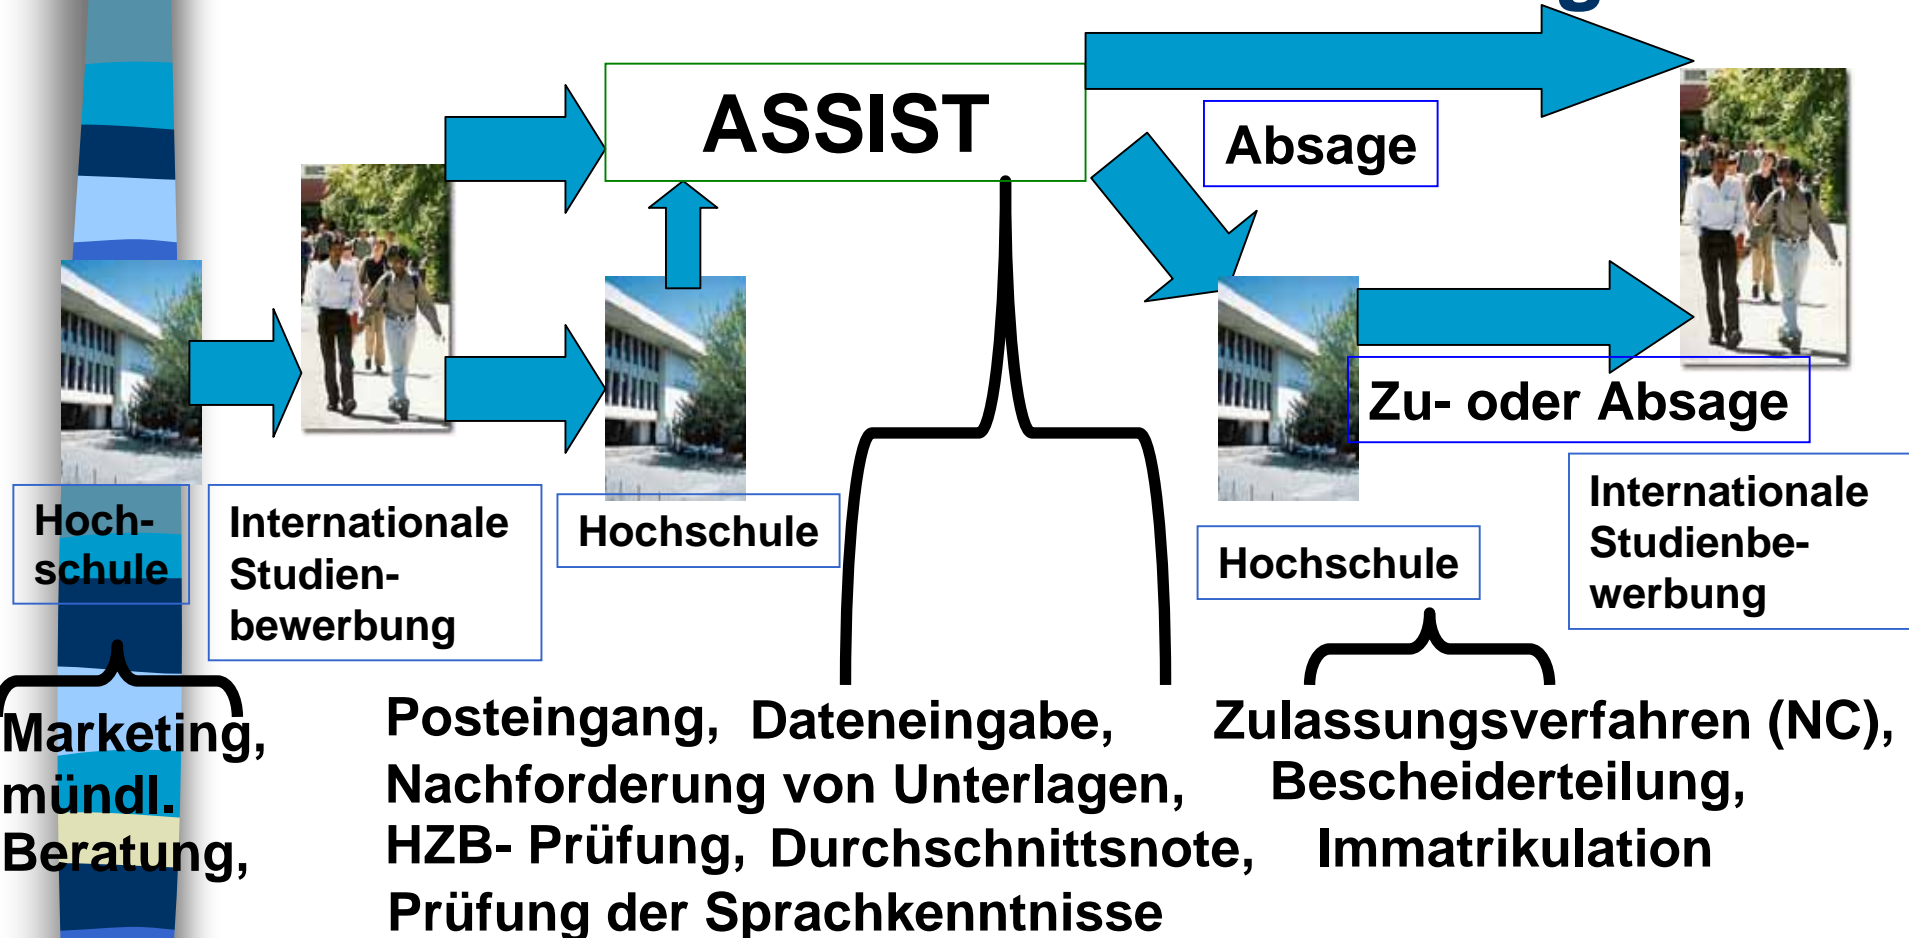 ASSIST
Absage
Zu- oder Absage
Hoch-
schule
Internationale
Studien-
bewerbung
Hochschule
Hochschule
Internationale
Studienbe-
werbung
Marketing,
mündl.
Beratung,
Posteingang, Dateneingabe,
Nachforderung von Unterlagen,
HZB- Prüfung, Durchschnittsnote,
Prüfung der Sprachkenntnisse
Zulassungsverfahren (NC),
Bescheiderteilung,
Immatrikulation